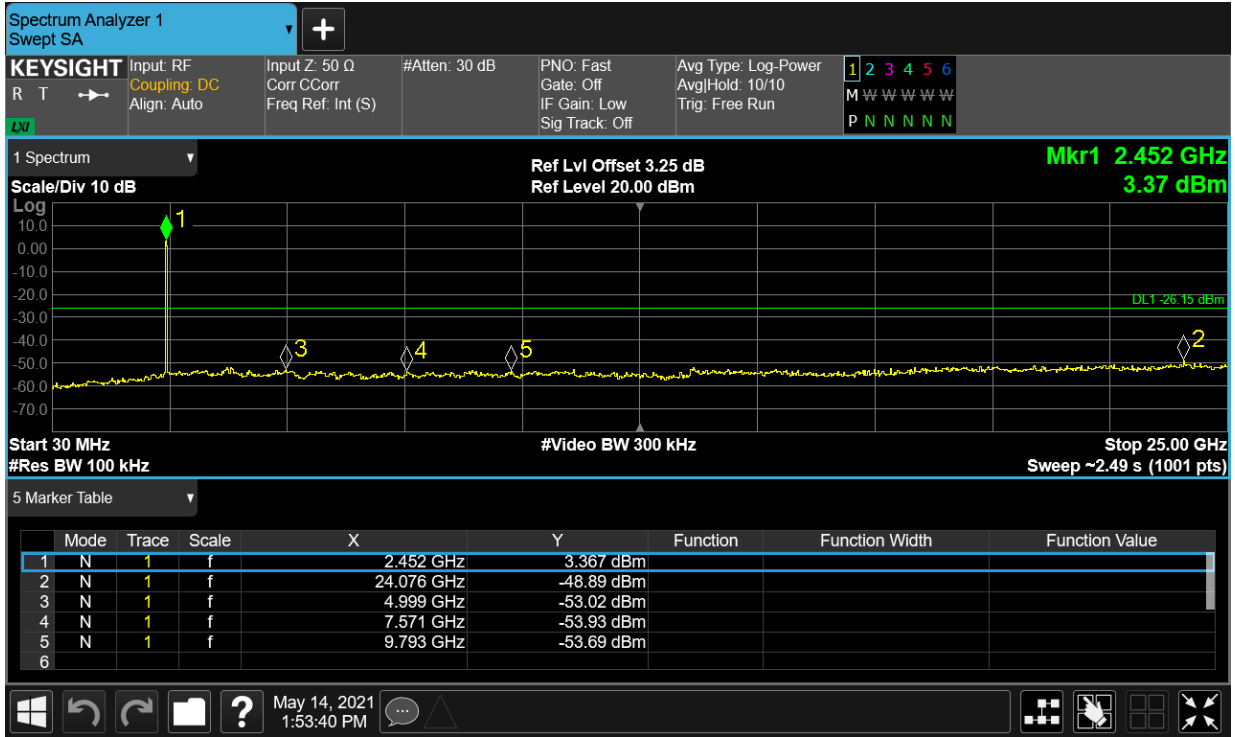 Spectrum Analyzer 1
Swept SA
KEYSIGHT
R T
LXI
Input: RF
Coupling: DC
Align: Auto
Input Z: 50 Ω
Corr CCorr
Freq Ref: Int (S)
#Atten: 30 dB
PNO: Fast
Gate: Off
IF Gain: Low
Sig Track: Off
Avg Type: Log-Power
Avg|Hold: 10/10
Trig: Free Run
1 2 3 4 5 6
M W W W W W
P N N N N N
1 Spectrum
Scale/Div 10 dB
Log
Ref Lvl Offset 3.25 dB
Ref Level 20.00 dBm
Mkr1 2.452 GHz
3.37 dBm
10.0
0.00
-10.0
-20.0
-30.0
-40.0
-50.0
-60.0
-70.0
1
DL1 -26.15 dBm
3
4
5
2
Start 30 MHz
#Res BW 100 kHz
#Video BW 300 kHz
Stop 25.00 GHz
Sweep ~2.49 s (1001 pts)
5 Marker Table
Mode Trace Scale X Y Function Function Width Function Value
1 N 1 f 2.452 GHz 3.367 dBm
2 N 1 f 24.076 GHz -48.89 dBm
3 N 1 f 4.999 GHz -53.02 dBm
4 N 1 f 7.571 GHz -53.93 dBm
5 N 1 f 9.793 GHz -53.69 dBm
6
?
May 14, 2021
1:53:40 PM